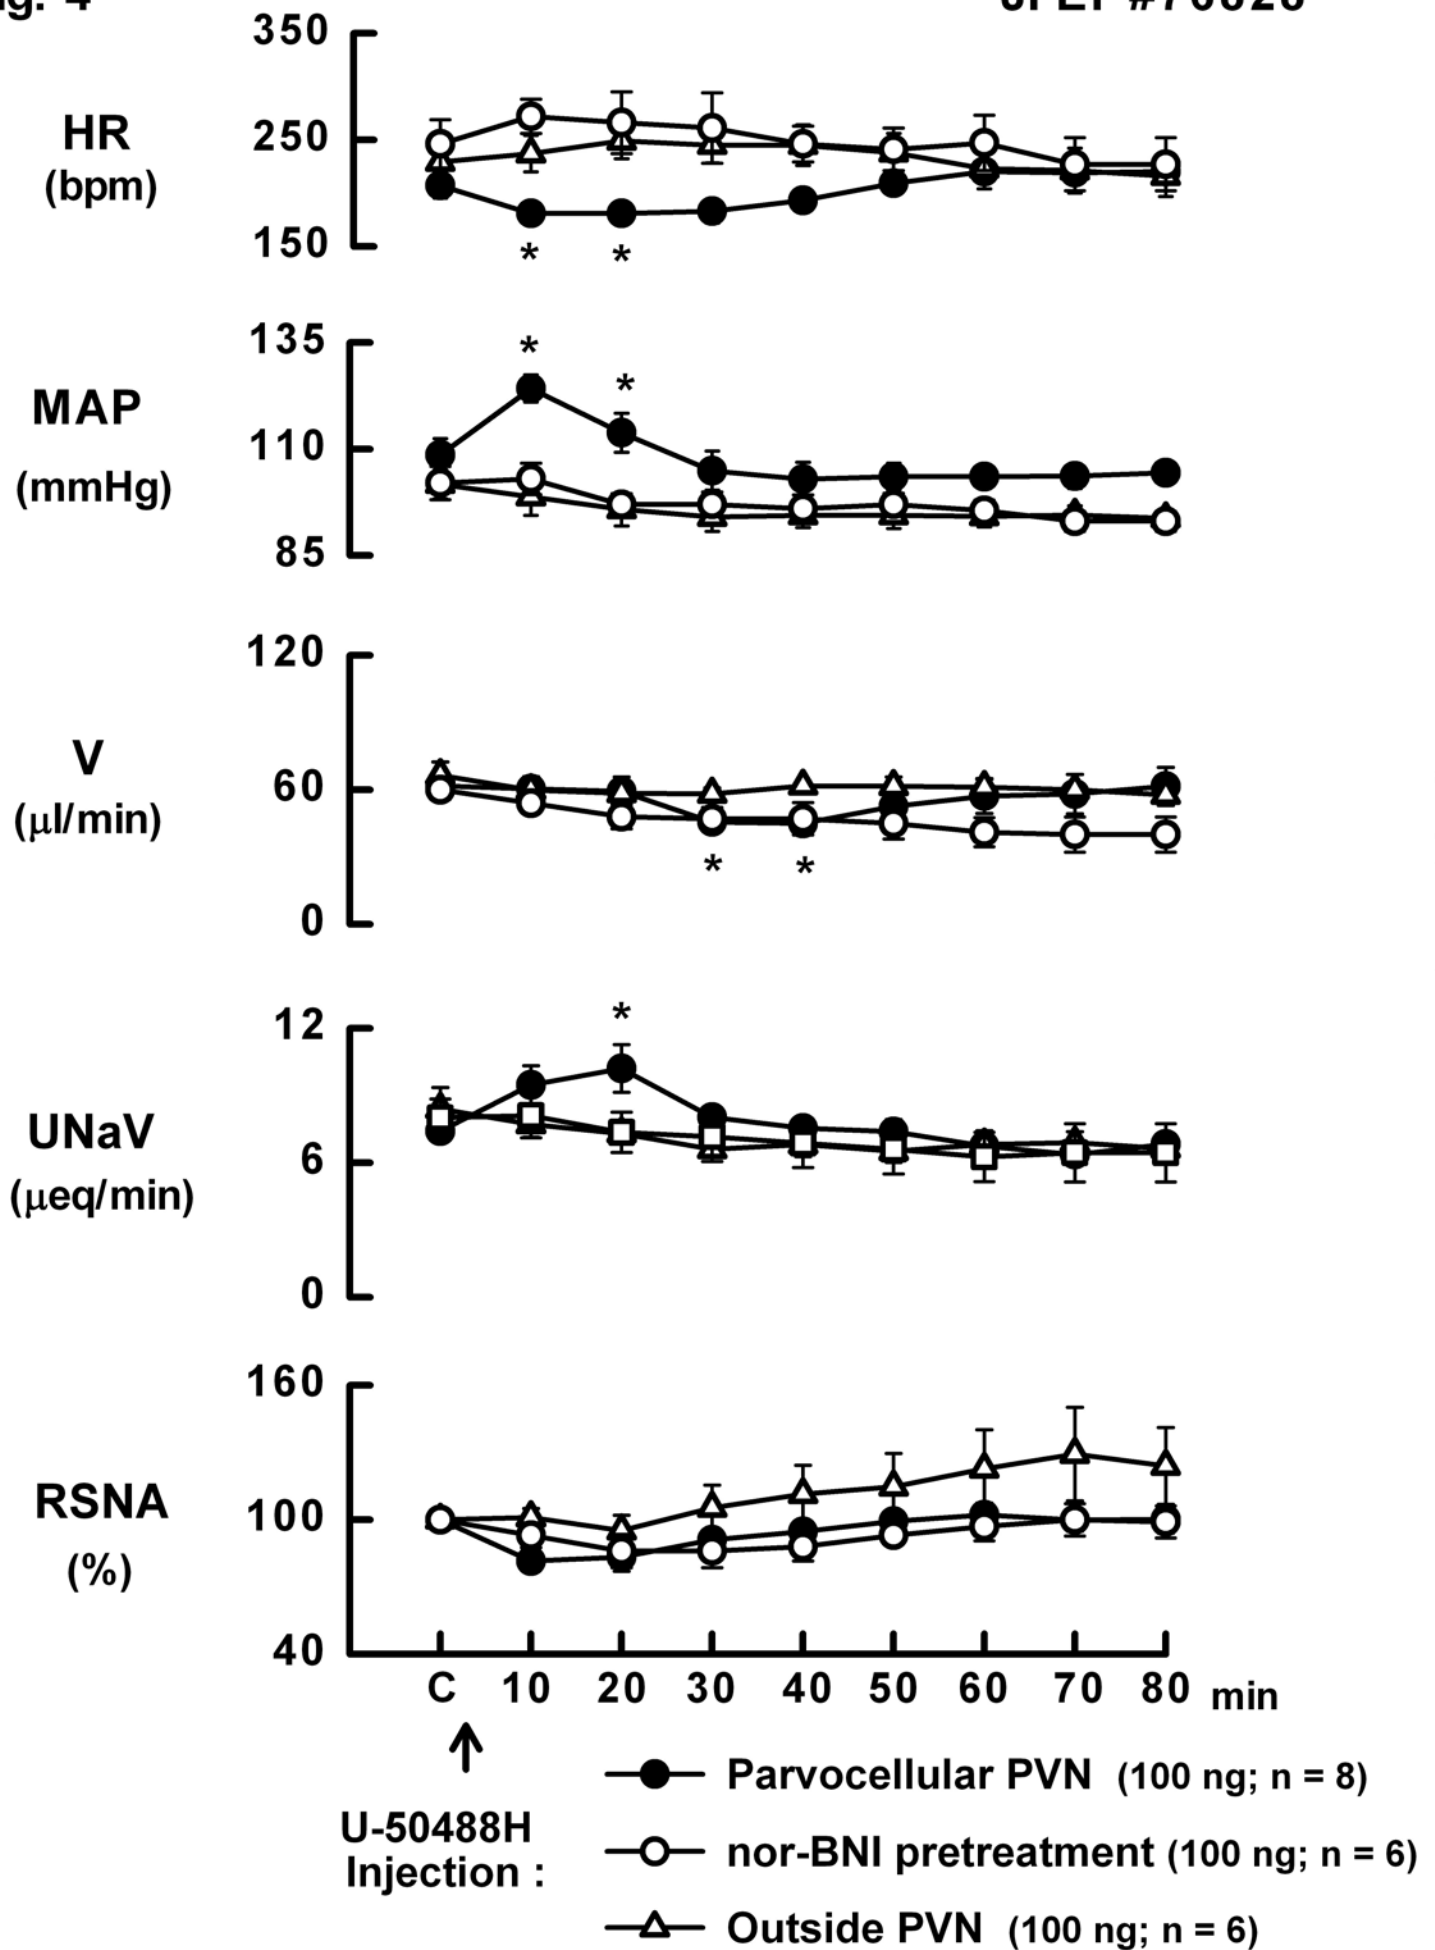 350
HR
250
(bpm)
150
*
*
135
*
*
MAP
110
(mmHg)
85
120
V
60
(μl/min)
*
*
0
12
*
UNaV
6
(μeq/min)
0
160
RSNA
100
(%)
40
C 10 20 30 40 50 60 70 80 min
U-50488H
Injection :
Parvocellular PVN (100 ng; n = 8)
nor-BNI pretreatment (100 ng; n = 6)
Outside PVN (100 ng; n = 6)